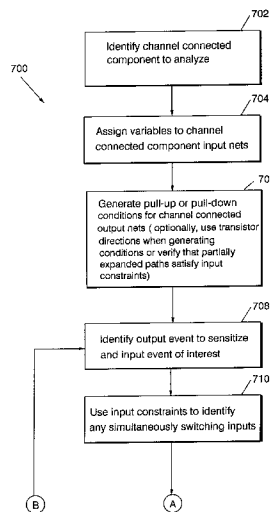 702
Identify channel connected
component to analyze
700
704
Assign variables to channel
connected component input nets
70
Generate pull-up or pull-down
conditions for channel connected
output nets ( optionally, use transistor
directions when generating
conditions or verify that partially
expanded paths satisfy input
constraints)
708
Identify output event to sensitize
and input event of interest
710
Use input constraints to identify
any simultaneously switching inputs
B
A